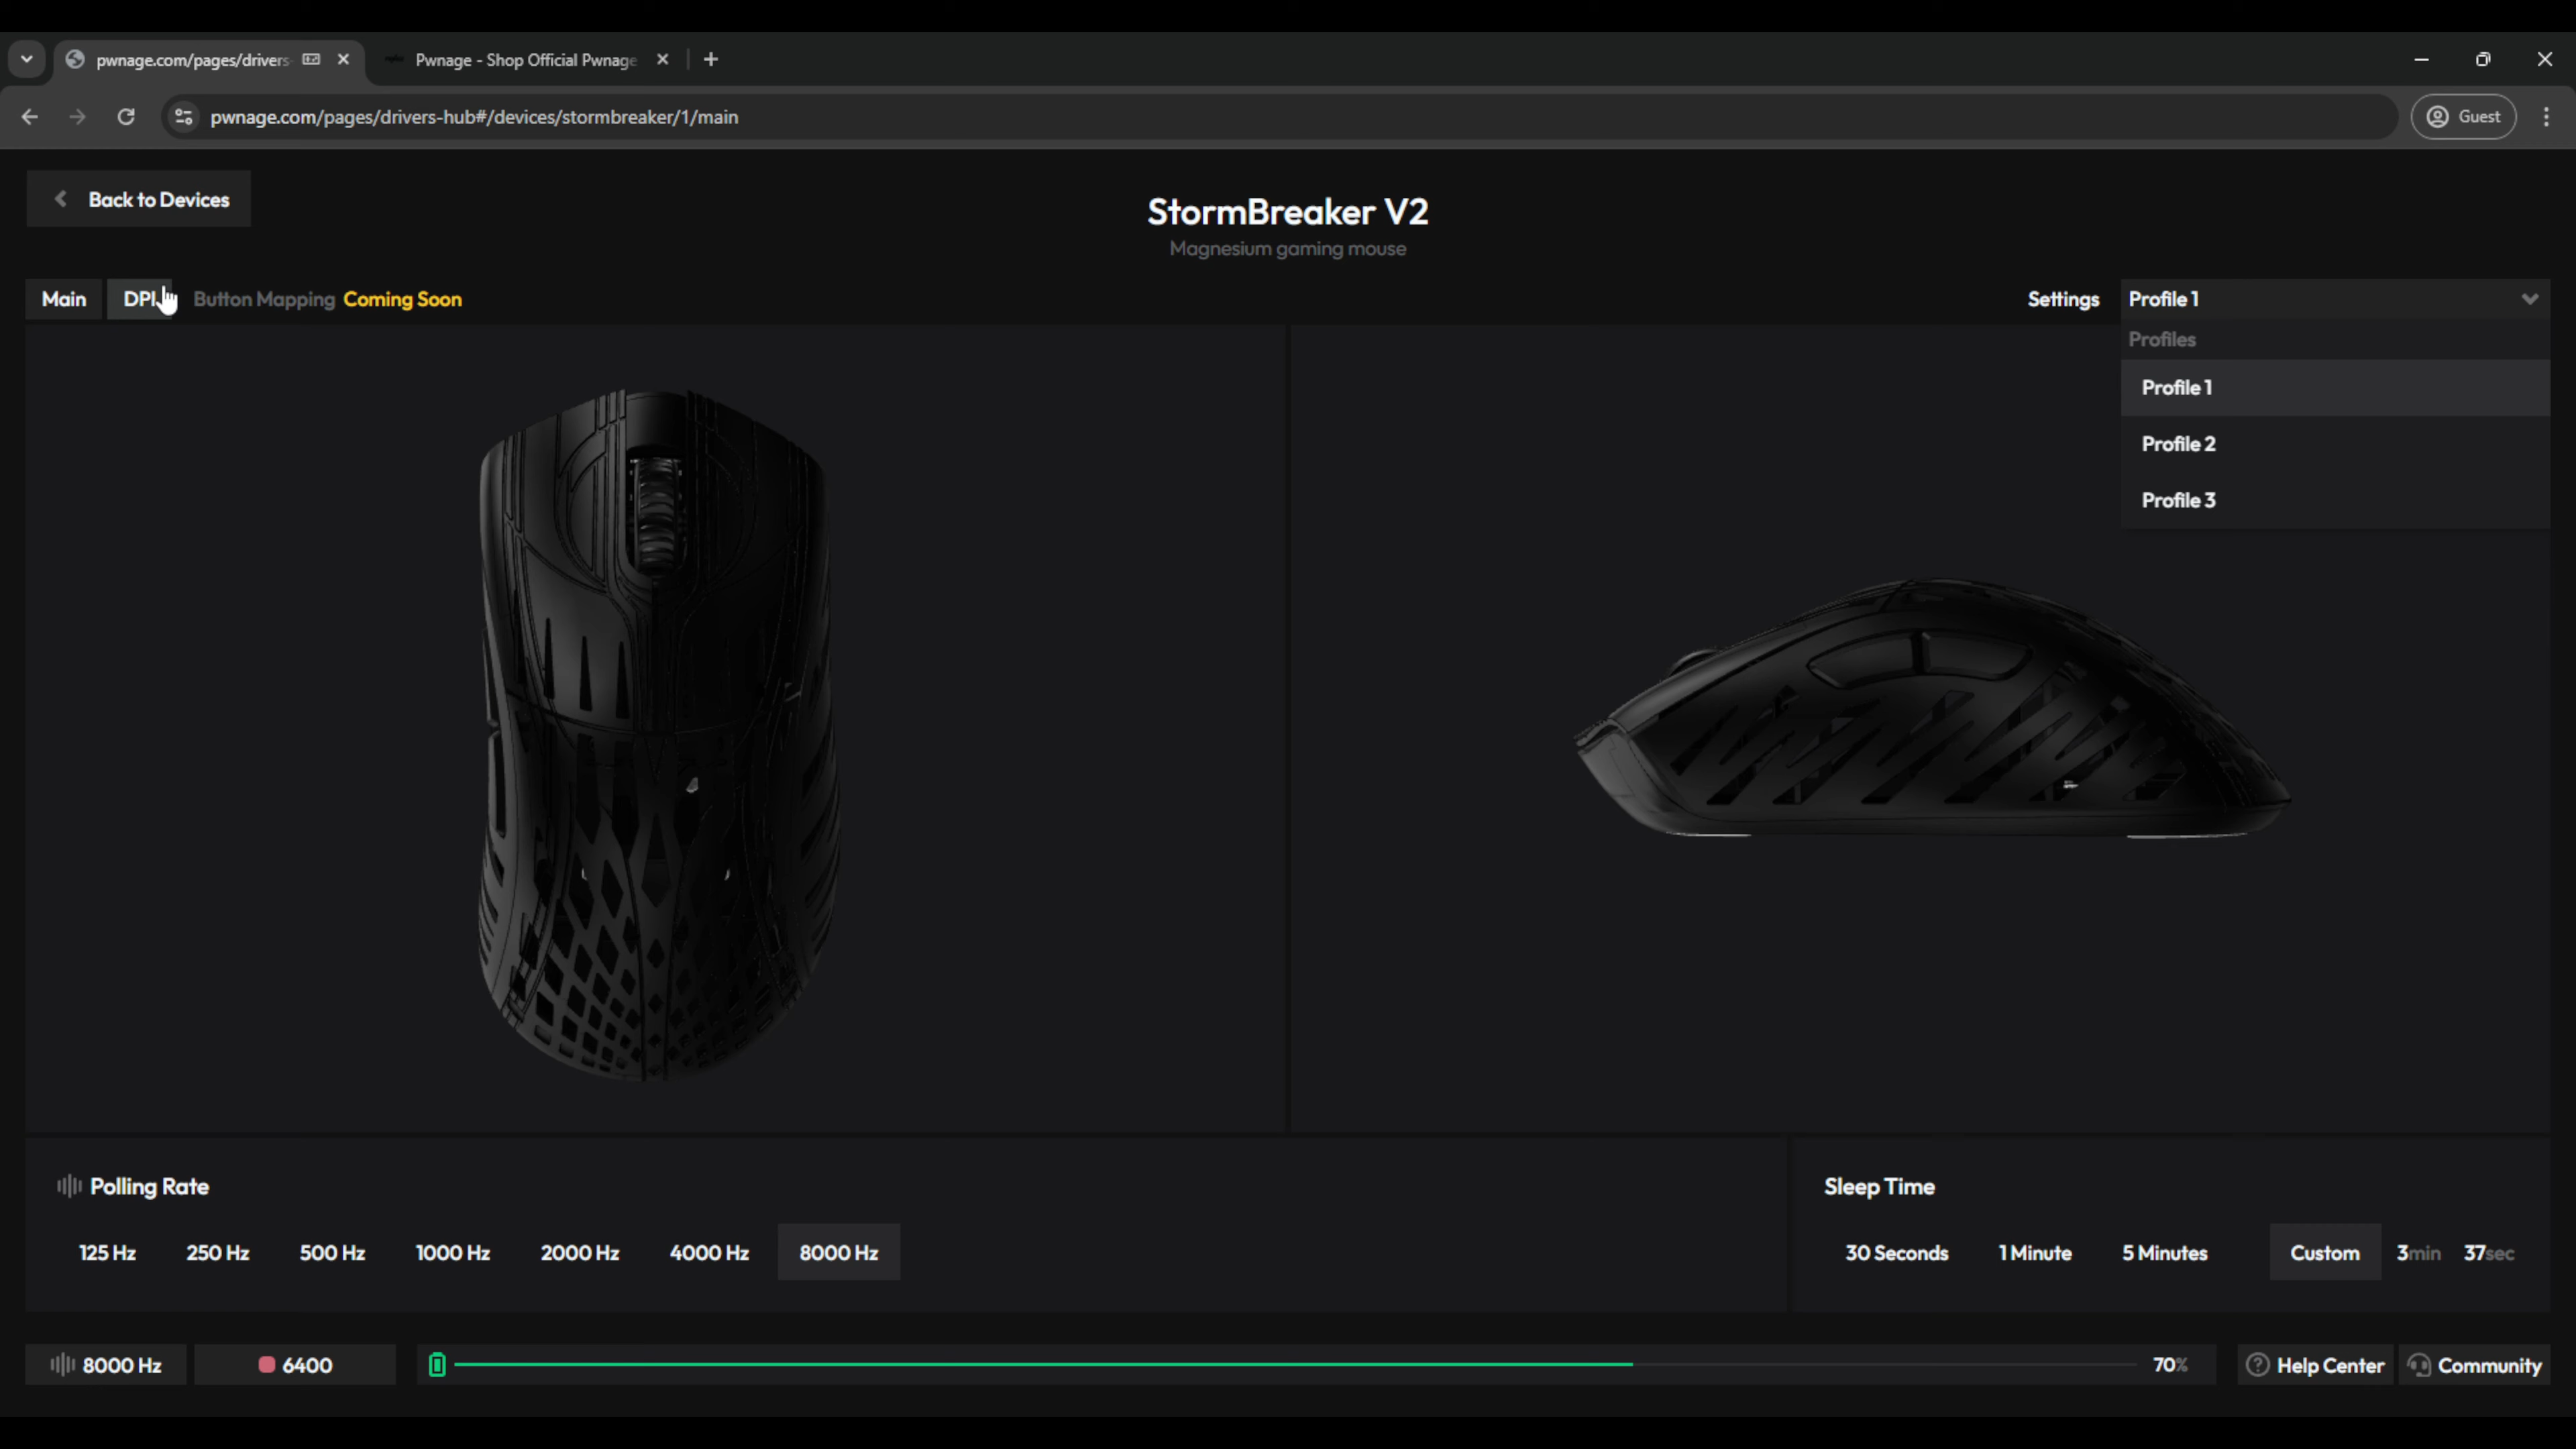 pwnage.com/pages/drivers-
Pwnage - Shop Official Pwnage
pwnage.com/pages/drivers-hub#/devices/stormbreaker/1/main
Guest
Back to Devices
StormBreaker V2
Magnesium gaming mouse
Main
DPI
Button Mapping Coming Soon
Settings
Profile 1
Profiles
Profile 1
Profile 2
Profile 3
Polling Rate
125 Hz
250 Hz
500 Hz
1000 Hz
2000 Hz
4000 Hz
8000 Hz
Sleep Time
30 Seconds
1 Minute
5 Minutes
Custom
3min
37sec
8000 Hz
6400
70%
Help Center
Community